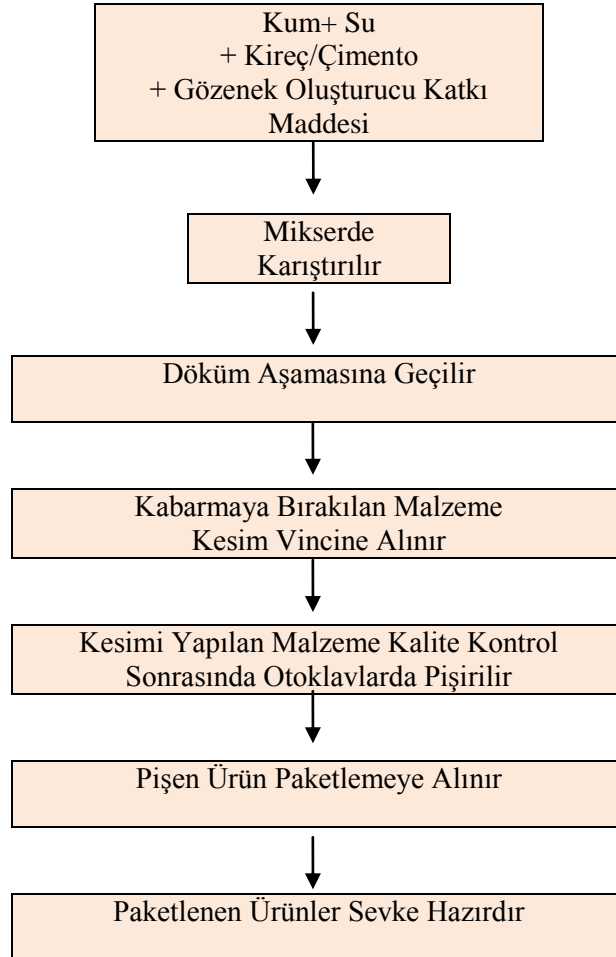 Kum+ Su
+ Kireç/Çimento
+ Gözenek Oluşturucu Katkı
Maddesi
Mikserde
Karıştırılır
Döküm Aşamasına Geçilir
Kabarmaya Bırakılan Malzeme
Kesim Vincine Alınır
Kesimi Yapılan Malzeme Kalite Kontrol
Sonrasında Otoklavlarda Pişirilir
Pişen Ürün Paketlemeye Alınır
Paketlenen Ürünler Sevke Hazırdır